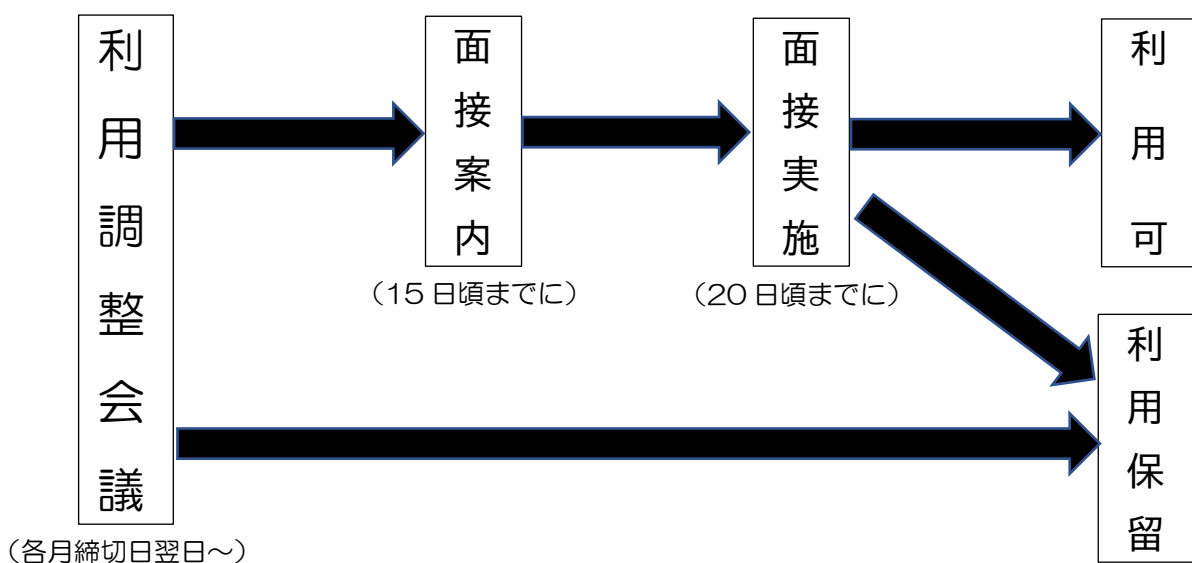 利用調整会議
(各月締切日翌日~)
面接案内
(15日頃までに)
面接実施
(20日頃までに)
利用可
利用保留